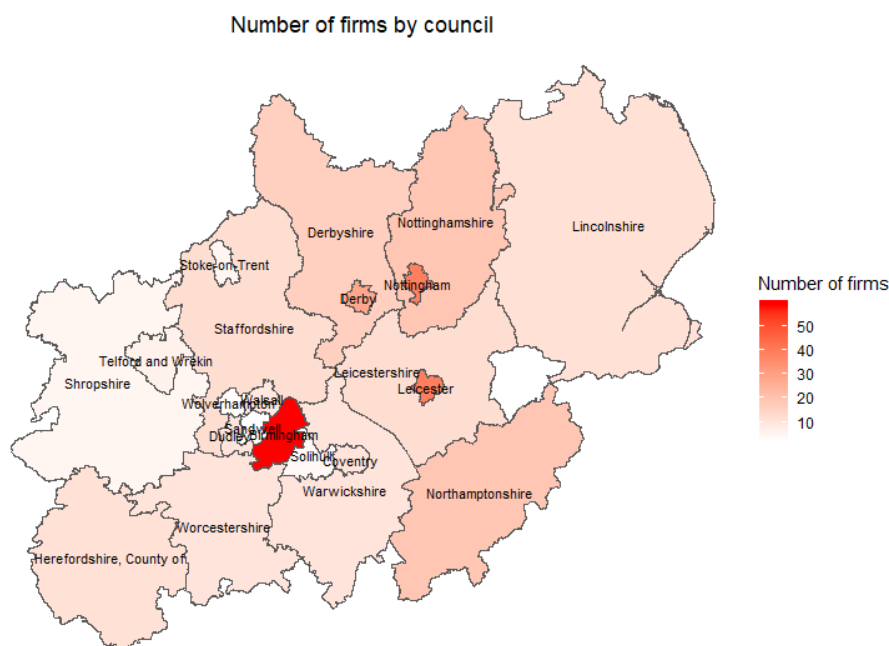 Number of firms by council
Derbyshire
Nottinghamshire
Lincolnshire
Stoke-on-Trent
Nottingham
Derby
Staffordshire
Telford and Wrekin
Shropshire
Leicestershire
Leicester
Wolverhampton
Walsall
Sandwell
Dudley
Birmingham
Solihull
Coventry
Warwickshire
Northamptonshire
Worcestershire
Herefordshire, County of
Number of firms
50
40
30
20
10